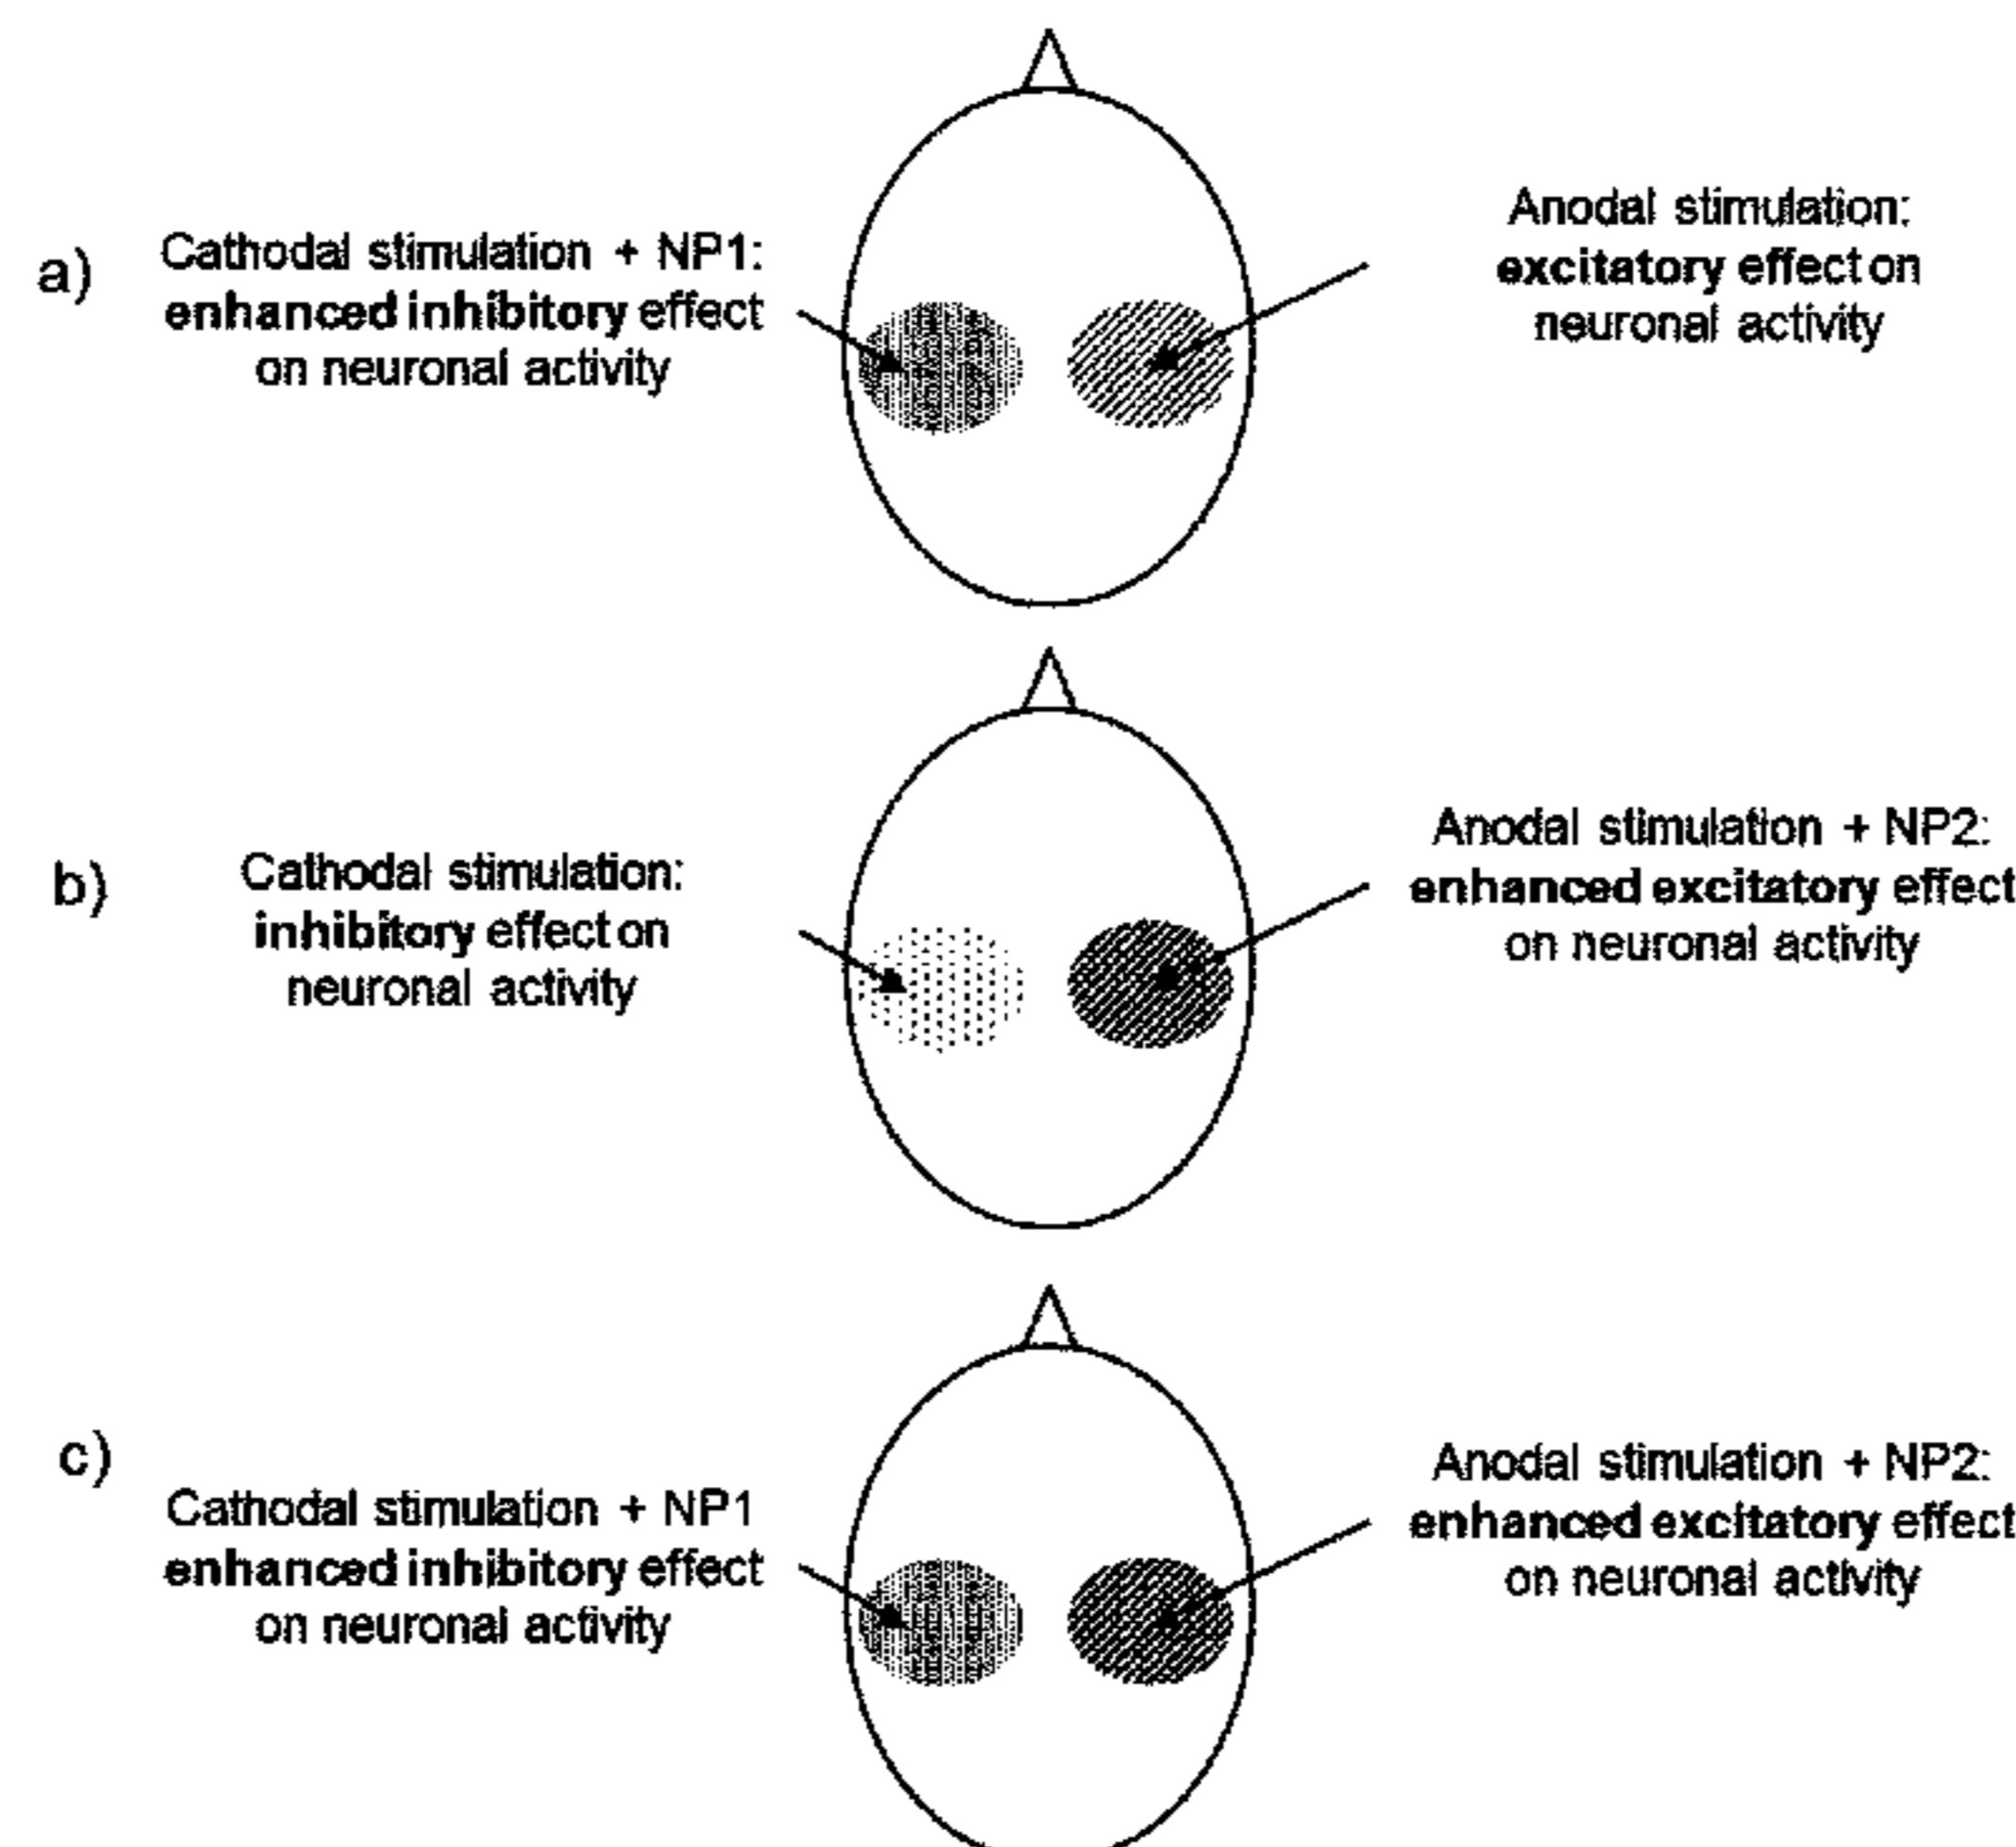 a)
Cathodal stimulation + NP1:
enhanced inhibitory effect
on neuronal activity
Anodal stimulation:
excitatory effect on
neuronal activity
b)
Cathodal stimulation:
inhibitory effect on
neuronal activity
Anodal stimulation + NP2:
enhanced excitatory effect
on neuronal activity
c)
Cathodal stimulation + NP1
enhanced inhibitory effect
on neuronal activity
Anodal stimulation + NP2:
enhanced excitatory effect
on neuronal activity